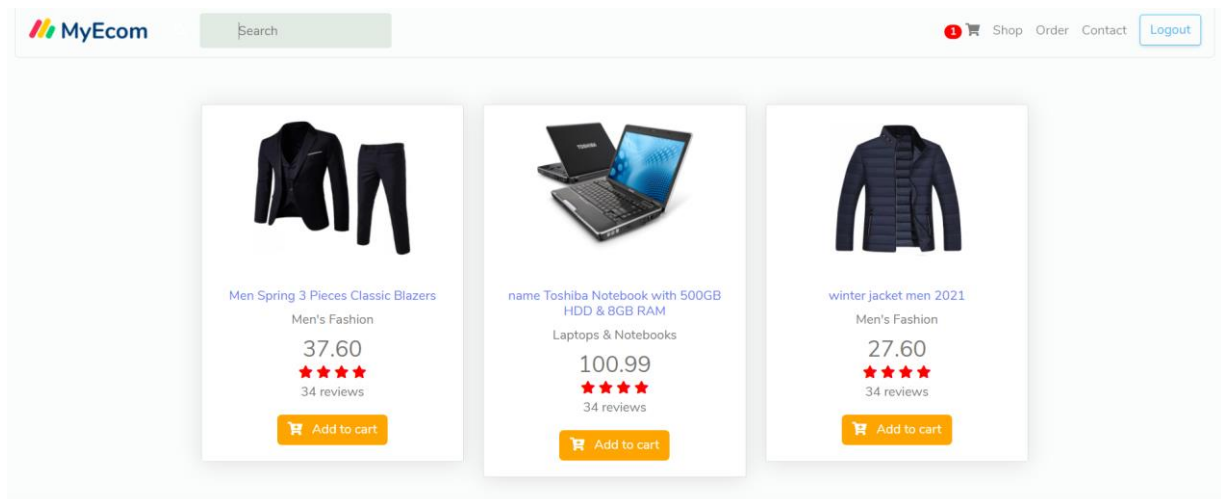 MyEcom
Search
1 Shop Order Contact Logout
TOSHIBA
Men Spring 3 Pieces Classic Blazers
Men's Fashion
37.60
34 reviews
Add to cart
name Toshiba Notebook with 500GB
HDD & 8GB RAM
Laptops & Notebooks
100.99
34 reviews
Add to cart
winter jacket men 2021
Men's Fashion
27.60
34 reviews
Add to cart